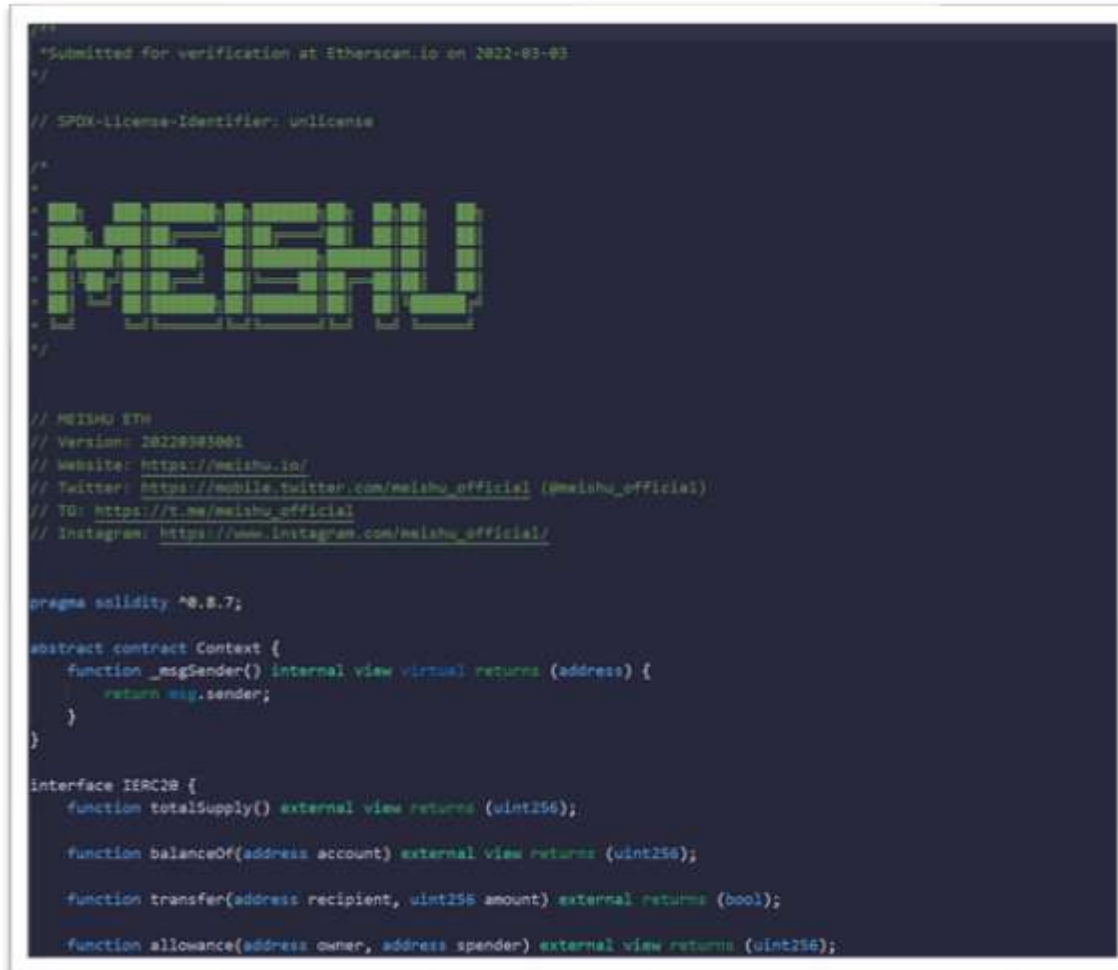 /**
*Submitted for verification at Etherscan.io on 2022-03-03
*/
// SPDX-License-Identifier: unlicense
/*
*
* MEISHU
*/
// MEISHU ETH
// Version: 20220303001
// Website: https://meishu.io/
// Twitter: https://mobile.twitter.com/meishu_official (@meishu_official)
// TG: https://t.me/meishu_official
// Instagram: https://www.instagram.com/meishu_official/
pragma solidity ^0.8.7;
abstract contract Context {
function _msgSender() internal view virtual returns (address) {
return msg.sender;
}
}
interface IERC20 {
function totalSupply() external view returns (uint256);
function balanceOf(address account) external view returns (uint256);
function transfer(address recipient, uint256 amount) external returns (bool);
function allowance(address owner, address spender) external view returns (uint256);